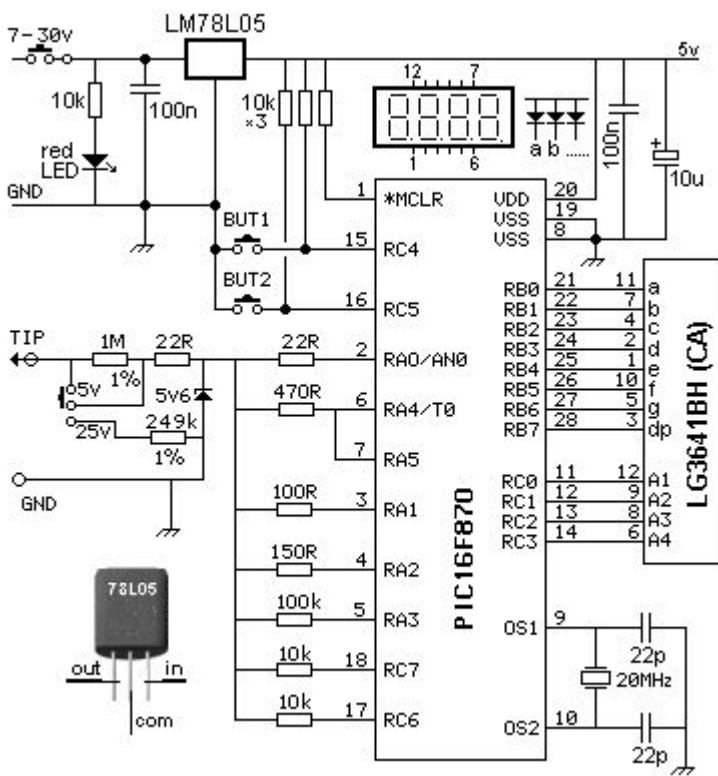 LM78L05
7-30v
5v
10k
100n
10k
×3
12
7
1
6
a b ......
100n
+
10u
red
LED
GND
1
*MCLR
VDD
20
VSS
19
VSS
8
BUT1
15
RC4
BUT2
16
RC5
RB0
21
11
a
RB1
22
7
b
RB2
23
4
c
RB3
24
2
d
RB4
25
1
e
RB5
26
10
f
RB6
27
5
g
RB7
28
3
dp
LG3641BH (CA)
TIP
1M
22R
22R
2
RA0/AN0
1%
5v
5v6
470R
6
RA4/T0
25v
249k
1%
7
RA5
GND
100R
3
RA1
RC0
11
12
A1
RC1
12
9
A2
RC2
13
8
A3
RC3
14
6
A4
PIC16F870
150R
4
RA2
78L05
100k
5
RA3
out
in
com
10k
18
RC7
10k
17
RC6
OS1
9
22p
20MHz
OS2
10
22p